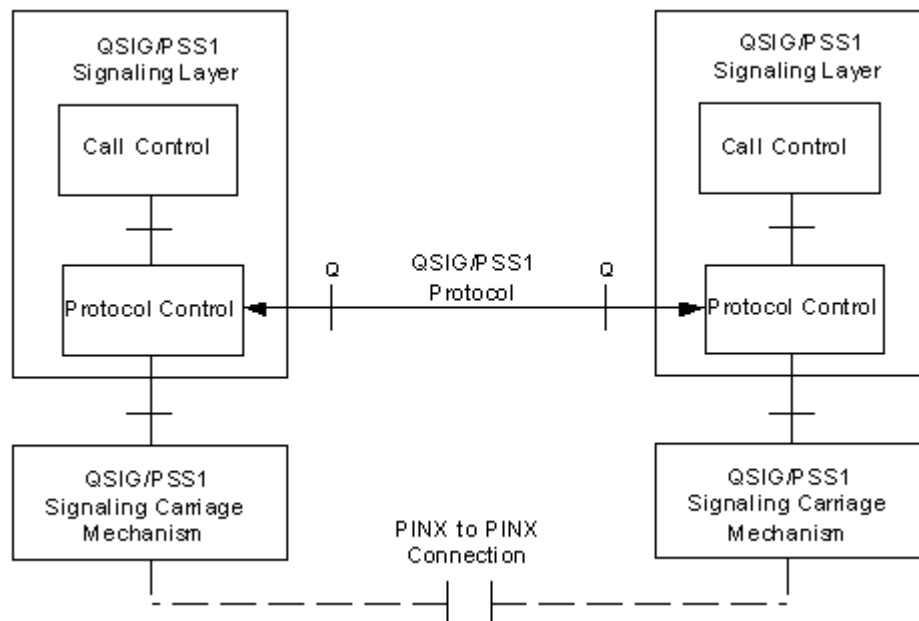 QSIG/PSS1
Signaling Layer
Call Control
Protocol Control
QSIG/PSS1
Signaling Carriage
Mechanism
Q
QSIG/PSS1
Protocol
Q
PINX to PINX
Connection
QSIG/PSS1
Signaling Layer
Call Control
Protocol Control
QSIG/PSS1
Signaling Carriage
Mechanism